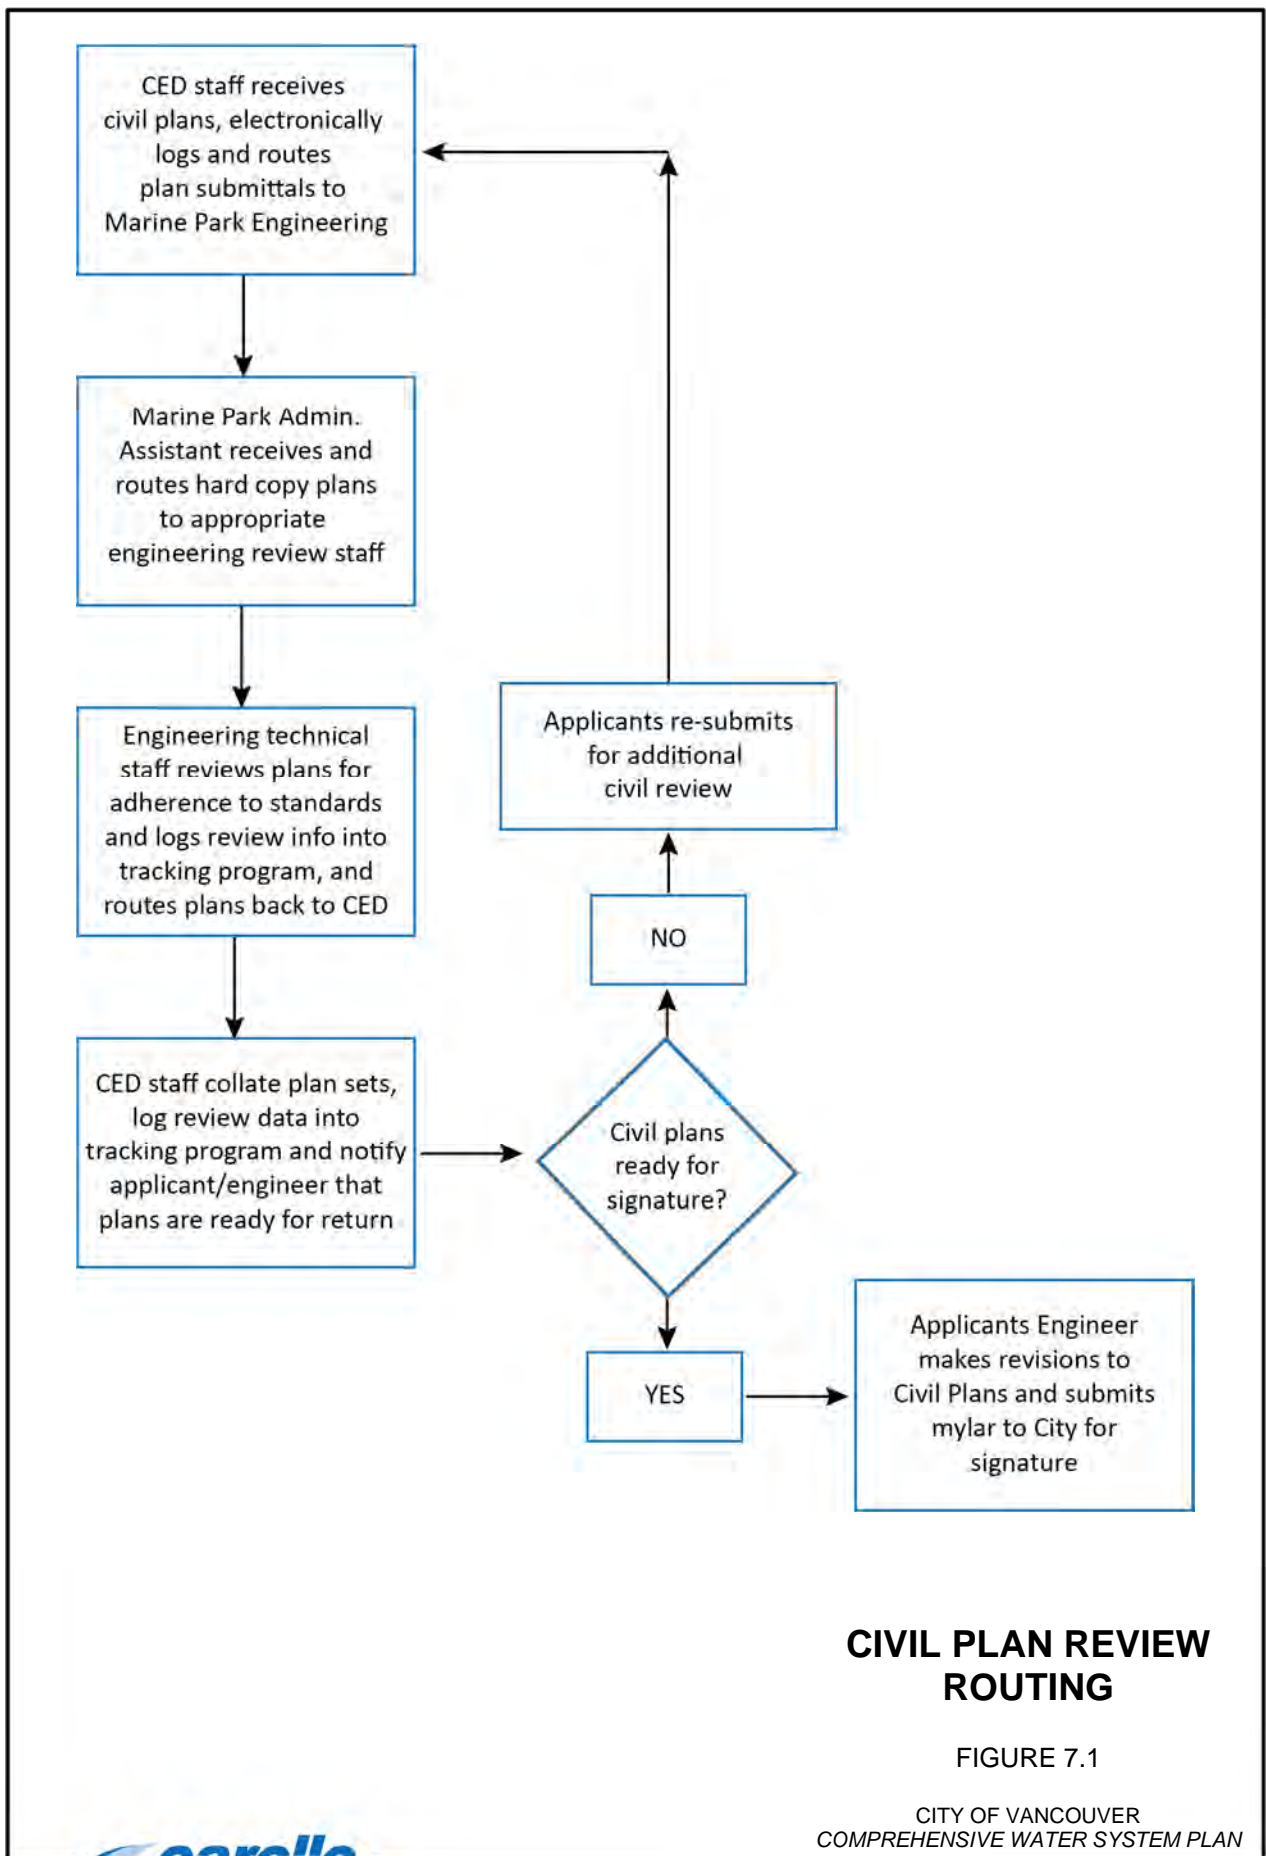 CED staff receives
civil plans, electronically
logs and routes
plan submittals to
Marine Park Engineering
Marine Park Admin.
Assistant receives and
routes hard copy plans
to appropriate
engineering review staff
Engineering technical
staff reviews plans for
adherence to standards
and logs review info into
tracking program, and
routes plans back to CED
Applicants re-submits
for additional
civil review
NO
CED staff collate plan sets,
log review data into
tracking program and notify
applicant/engineer that
plans are ready for return
Civil plans
ready for
signature?
YES
Applicants Engineer
makes revisions to
Civil Plans and submits
mylar to City for
signature
CIVIL PLAN REVIEW
ROUTING
FIGURE 7.1
CITY OF VANCOUVER
COMPREHENSIVE WATER SYSTEM PLAN